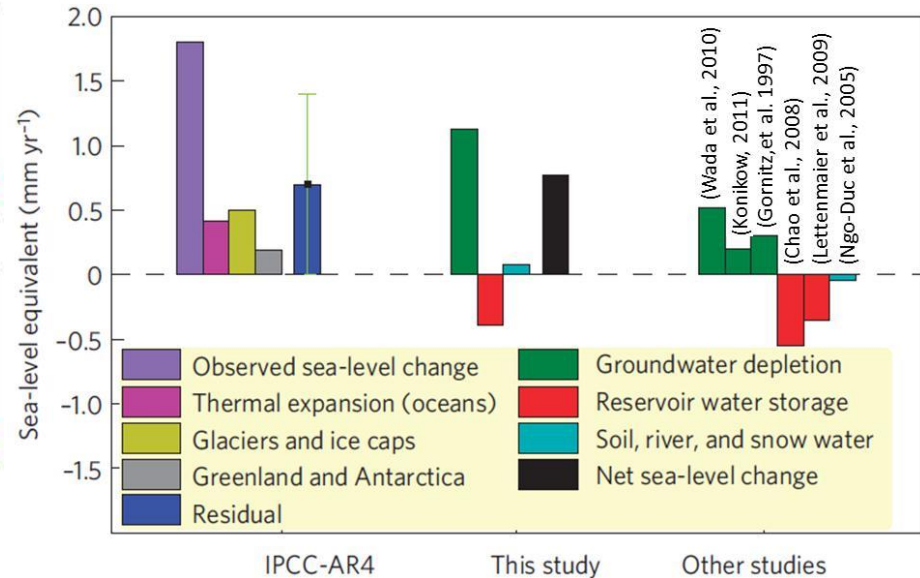 2.0
1.5
1.0
0.5
0
−0.5
−1.0
−1.5
Sea-level equivalent (mm yr⁻¹)
(Wada et al., 2010)
(Konikow, 2011)
(Gornitz,et al. 1997)
(Chao et al., 2008)
(Lettenmaier et al., 2009)
(Ngo-Duc et al., 2005)
Observed sea-level change
Thermal expansion (oceans)
Glaciers and ice caps
Greenland and Antarctica
Residual
Groundwater depletion
Reservoir water storage
Soil, river, and snow water
Net sea-level change
IPCC-AR4
This study
Other studies